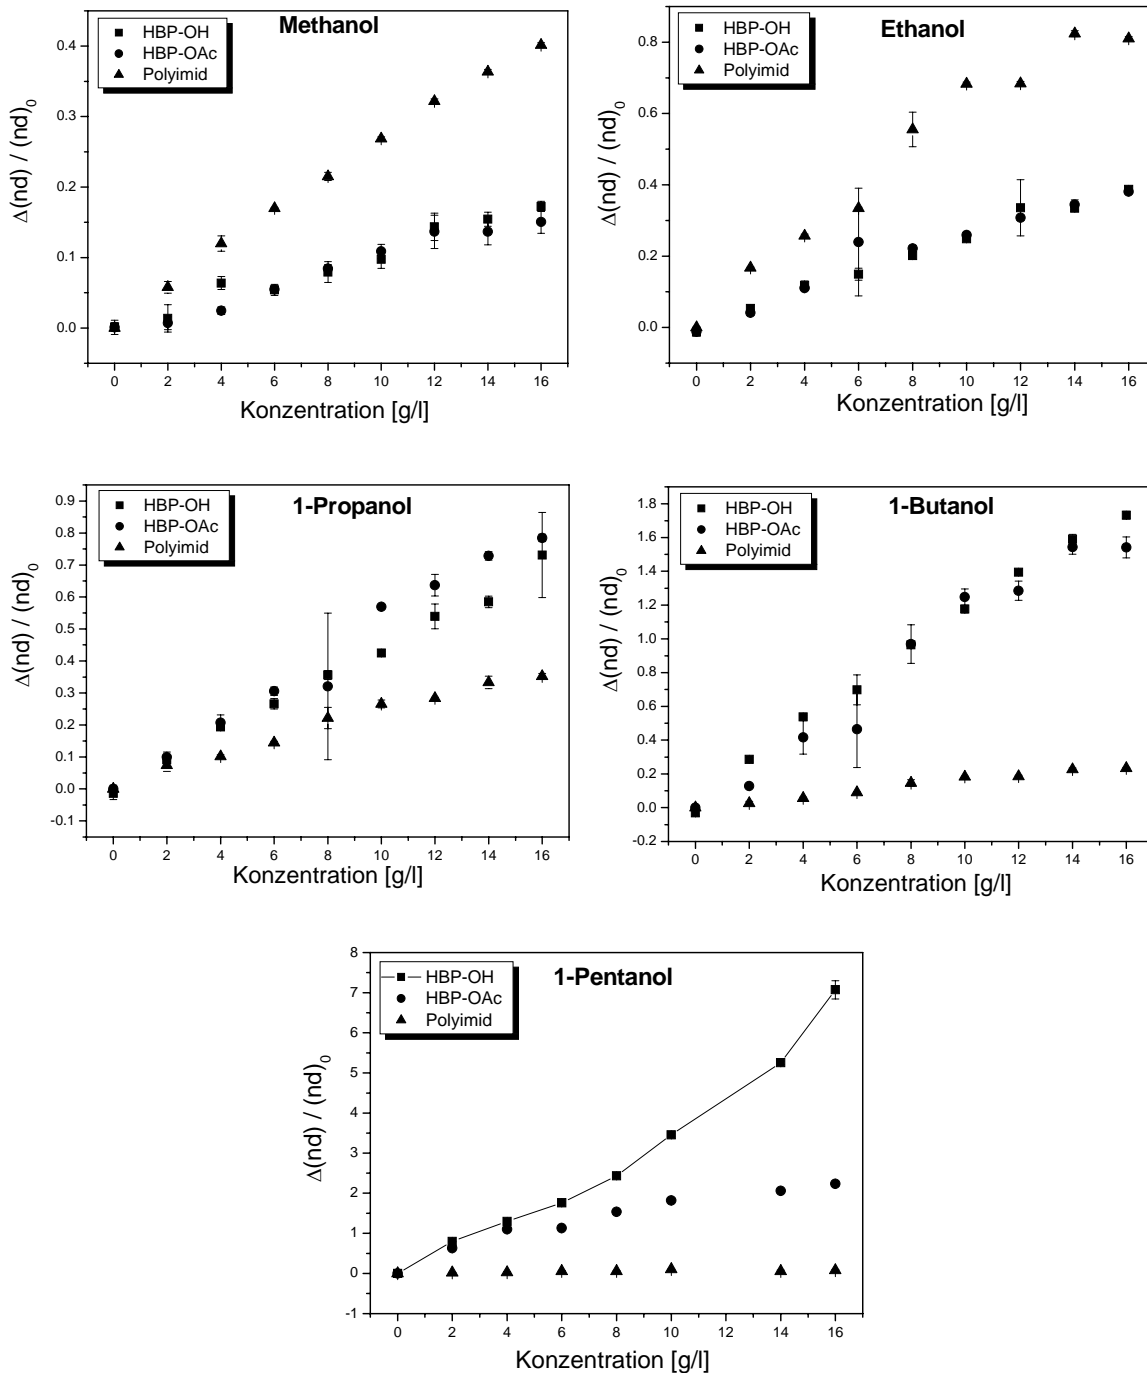 Methanol
HBP-OH
HBP-OAc
Polyimid
0.4
0.3
0.2
0.1
0.0
Δ(nd) / (nd)₀
0 2 4 6 8 10 12 14 16
Konzentration [g/l]
Ethanol
HBP-OH
HBP-OAc
Polyimid
0.8
0.6
0.4
0.2
0.0
Δ(nd) / (nd)₀
0 2 4 6 8 10 12 14 16
Konzentration [g/l]
1-Propanol
HBP-OH
HBP-OAc
Polyimid
0.9
0.8
0.7
0.6
0.5
0.4
0.3
0.2
0.1
0.0
-0.1
Δ(nd) / (nd)₀
0 2 4 6 8 10 12 14 16
Konzentration [g/l]
1-Butanol
HBP-OH
HBP-OAc
Polyimid
1.8
1.6
1.4
1.2
1.0
0.8
0.6
0.4
0.2
0.0
-0.2
Δ(nd) / (nd)₀
0 2 4 6 8 10 12 14 16
Konzentration [g/l]
1-Pentanol
HBP-OH
HBP-OAc
Polyimid
8
7
6
5
4
3
2
1
0
-1
Δ(nd) / (nd)₀
0 2 4 6 8 10 12 14 16
Konzentration [g/l]